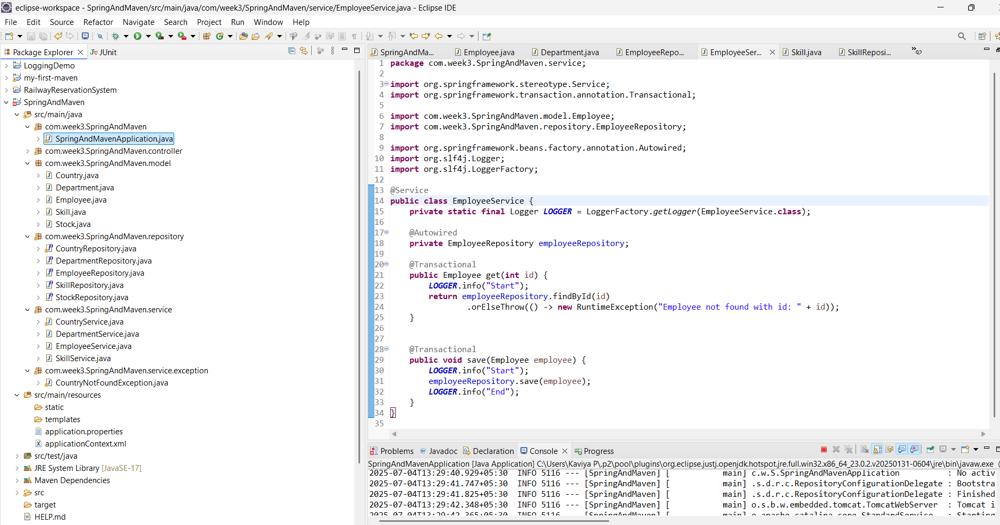 eclipse-workspace - SpringAndMaven/src/main/java/com/week3/SpringAndMaven/service/EmployeeService.java - Eclipse IDE
File Edit Source Refactor Navigate Search Project Run Window Help
Package Explorer JUnit
LoggingDemo
my-first-maven
RailwayReservationSystem
SpringAndMaven
src/main/java
com.week3.SpringAndMaven
SpringAndMavenApplication.java
com.week3.SpringAndMaven.controller
com.week3.SpringAndMaven.model
Country.java
Department.java
Employee.java
Skill.java
Stock.java
com.week3.SpringAndMaven.repository
CountryRepository.java
DepartmentRepository.java
EmployeeRepository.java
SkillRepository.java
StockRepository.java
com.week3.SpringAndMaven.service
CountryService.java
DepartmentService.java
EmployeeService.java
SkillService.java
com.week3.SpringAndMaven.service.exception
CountryNotFoundException.java
src/main/resources
static
templates
application.properties
applicationContext.xml
src/test/java
JRE System Library [JavaSE-17]
Maven Dependencies
src
target
HELP.md
SpringAndMa... Employee.java Department.java EmployeeRepo... EmployeeSer... Skill.java SkillReposi... 92
1 package com.week3.SpringAndMaven.service;
2
3 import org.springframework.stereotype.Service;
4 import org.springframework.transaction.annotation.Transactional;
5
6 import com.week3.SpringAndMaven.model.Employee;
7 import com.week3.SpringAndMaven.repository.EmployeeRepository;
8
9 import org.springframework.beans.factory.annotation.Autowired;
10 import org.slf4j.Logger;
11 import org.slf4j.LoggerFactory;
12
13 @Service
14 public class EmployeeService {
15 private static final Logger LOGGER = LoggerFactory.getLogger(EmployeeService.class);
16
17 @Autowired
18 private EmployeeRepository employeeRepository;
19
20 @Transactional
21 public Employee get(int id) {
22 LOGGER.info("Start");
23 return employeeRepository.findById(id)
24 .orElseThrow(() -> new RuntimeException("Employee not found with id: " + id));
25 }
26
27
28 @Transactional
29 public void save(Employee employee) {
30 LOGGER.info("Start");
31 employeeRepository.save(employee);
32 LOGGER.info("End");
33 }
34 }
35
Problems Javadoc Declaration Console Progress
SpringAndMavenApplication [Java Application] C:\Users\Kaviya P\.p2\pool\plugins\org.eclipse.justj.openjdk.hotspot.jre.full.win32.x86_64_23.0.2.v20250131-0604\jre\bin\javaw.exe (
2025-07-04T13:29:40.929+05:30 INFO 5116 --- [SpringAndMaven] [ main] c.w.S.SpringAndMavenApplication : No activ
2025-07-04T13:29:41.747+05:30 INFO 5116 --- [SpringAndMaven] [ main] .s.d.r.c.RepositoryConfigurationDelegate : Bootstra
2025-07-04T13:29:41.825+05:30 INFO 5116 --- [SpringAndMaven] [ main] .s.d.r.c.RepositoryConfigurationDelegate : Finished
2025-07-04T13:29:42.348+05:30 INFO 5116 --- [SpringAndMaven] [ main] o.s.b.w.embedded.tomcat.TomcatWebServer : Tomcat i
2025-07-04T13:29:42.365+05:30 INFO 5116 --- [SpringAndMaven] [ main] o.apache.catalina.core.StandardService : Starting